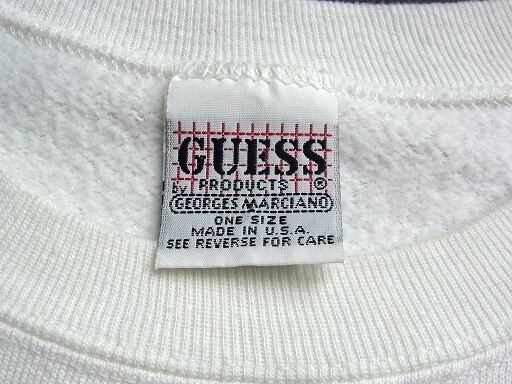 GUESS
by PRODUCTS ®
GEORGES MARCIANO
ONE SIZE
MADE IN U.S.A.
SEE REVERSE FOR CARE